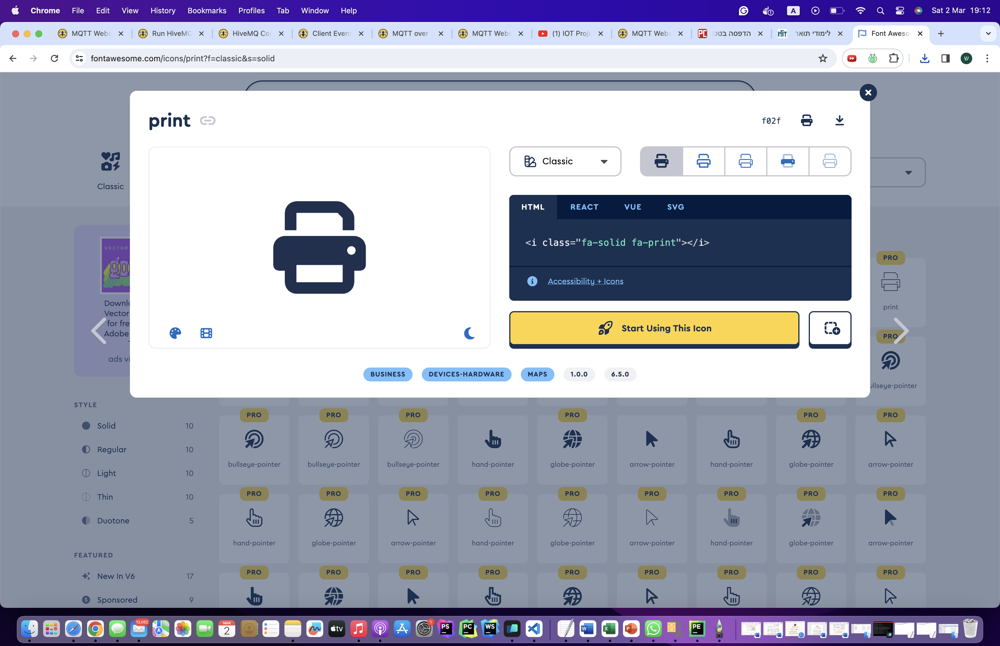 Chrome File Edit View History Bookmarks Profiles Tab Window Help A Sat 2 Mar 19:12
MQTT Webs Run HiveMQ HiveMQ Cor Client Event MQTT over MQTT Webs (1) IOT Proje MQTT Webs הדפסה בטכנ לימודי תואר Font Aweso
fontawesome.com/icons/print?f=classic&s=solid
print f02f
Classic
Classic
HTML REACT VUE SVG
<i class="fa-solid fa-print"></i>
Accessibility + Icons
Start Using This Icon
BUSINESS DEVICES-HARDWARE MAPS 1.0.0 6.5.0
VECTOR
Vector
for fre
Adobe
PRO
print
PRO
STYLE
Solid 10
Regular 10
Light 10
Thin 10
Duotone 5
FEATURED
New In V6 17
Sponsored 9
PRO PRO PRO PRO PRO PRO
bullseye-pointer bullseye-pointer bullseye-pointer hand-pointer globe-pointer arrow-pointer hand-pointer globe-pointer arrow-pointer
PRO PRO PRO PRO PRO PRO PRO PRO PRO
hand-pointer globe-pointer arrow-pointer hand-pointer globe-pointer arrow-pointer hand-pointer globe-pointer arrow-pointer
PRO PRO PRO PRO PRO PRO PRO PRO PRO
10,082 MAR 2 tv 1 PS PC WS PE